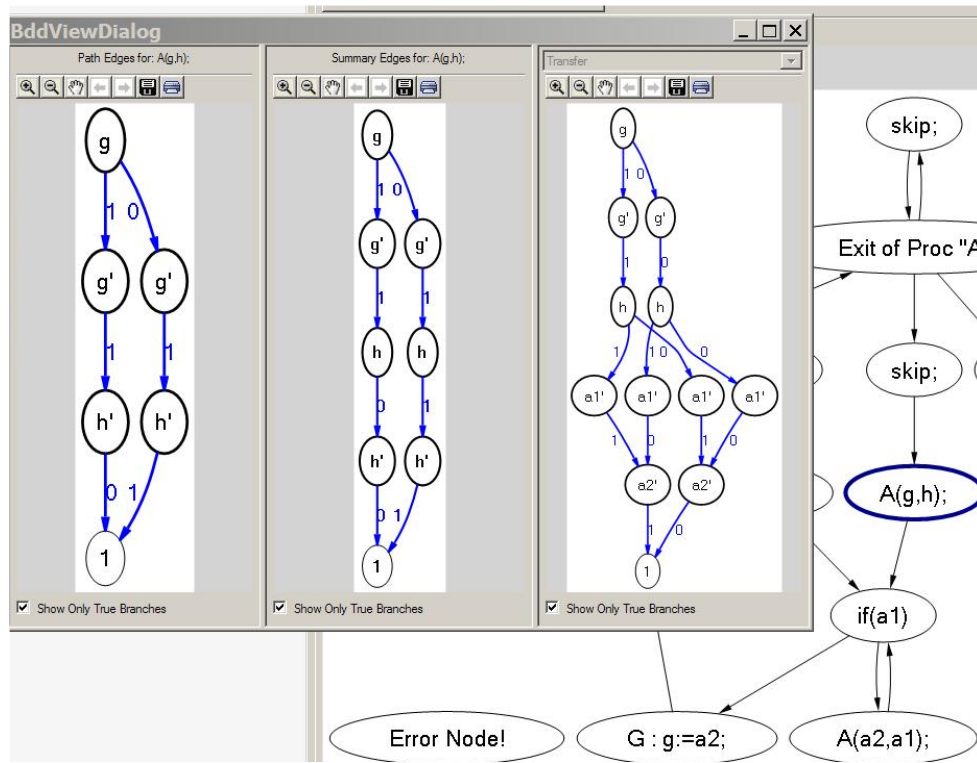 BddViewDialog
Path Edges for: A(g,h);
g
1 0
g' g'
1 1
h' h'
0 1
1
Show Only True Branches
Summary Edges for: A(g,h);
g
1 0
g' g'
1 1
h h
0 1
h' h'
0 1
1
Show Only True Branches
Transfer
g
1 0
g' g'
1 0
h h
1 1 0 0
a1' a1' a1' a1'
1 0 1 0
a2' a2'
1 0
1
Show Only True Branches
skip;
Exit of Proc "A
skip;
A(g,h);
if(a1)
Error Node!
G : g:=a2;
A(a2,a1);